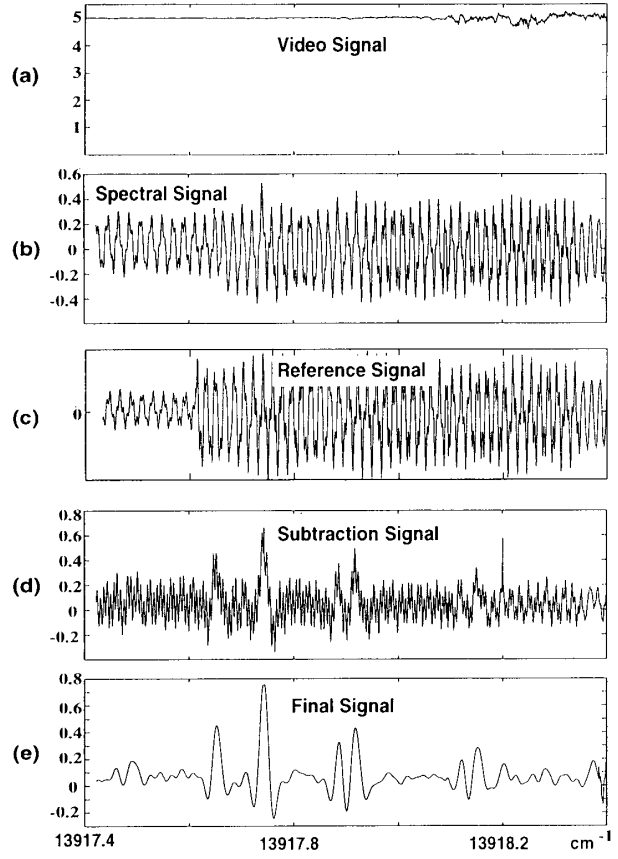 5
Video Signal
4
(a)
3
2
1
0.6
Spectral Signal
0.4
0.2
(b)
0
-0.2
-0.4
Reference Signal
0
(c)
0.8
Subtraction Signal
0.6
0.4
(d)
0.2
0
-0.2
0.8
Final Signal
0.6
0.4
(e)
0.2
0
-0.2
13917.4 13917.8 13918.2 cm⁻¹